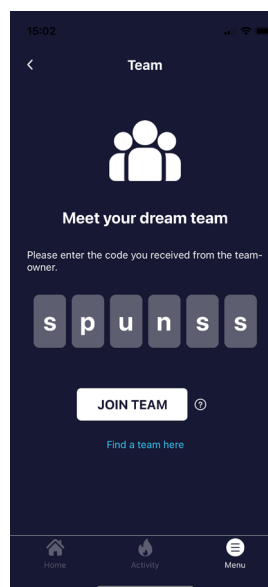 15:02
Team
Meet your dream team
Please enter the code you received from the team-
owner.
s p u n s s
JOIN TEAM ?
Find a team here
Home Activity Menu